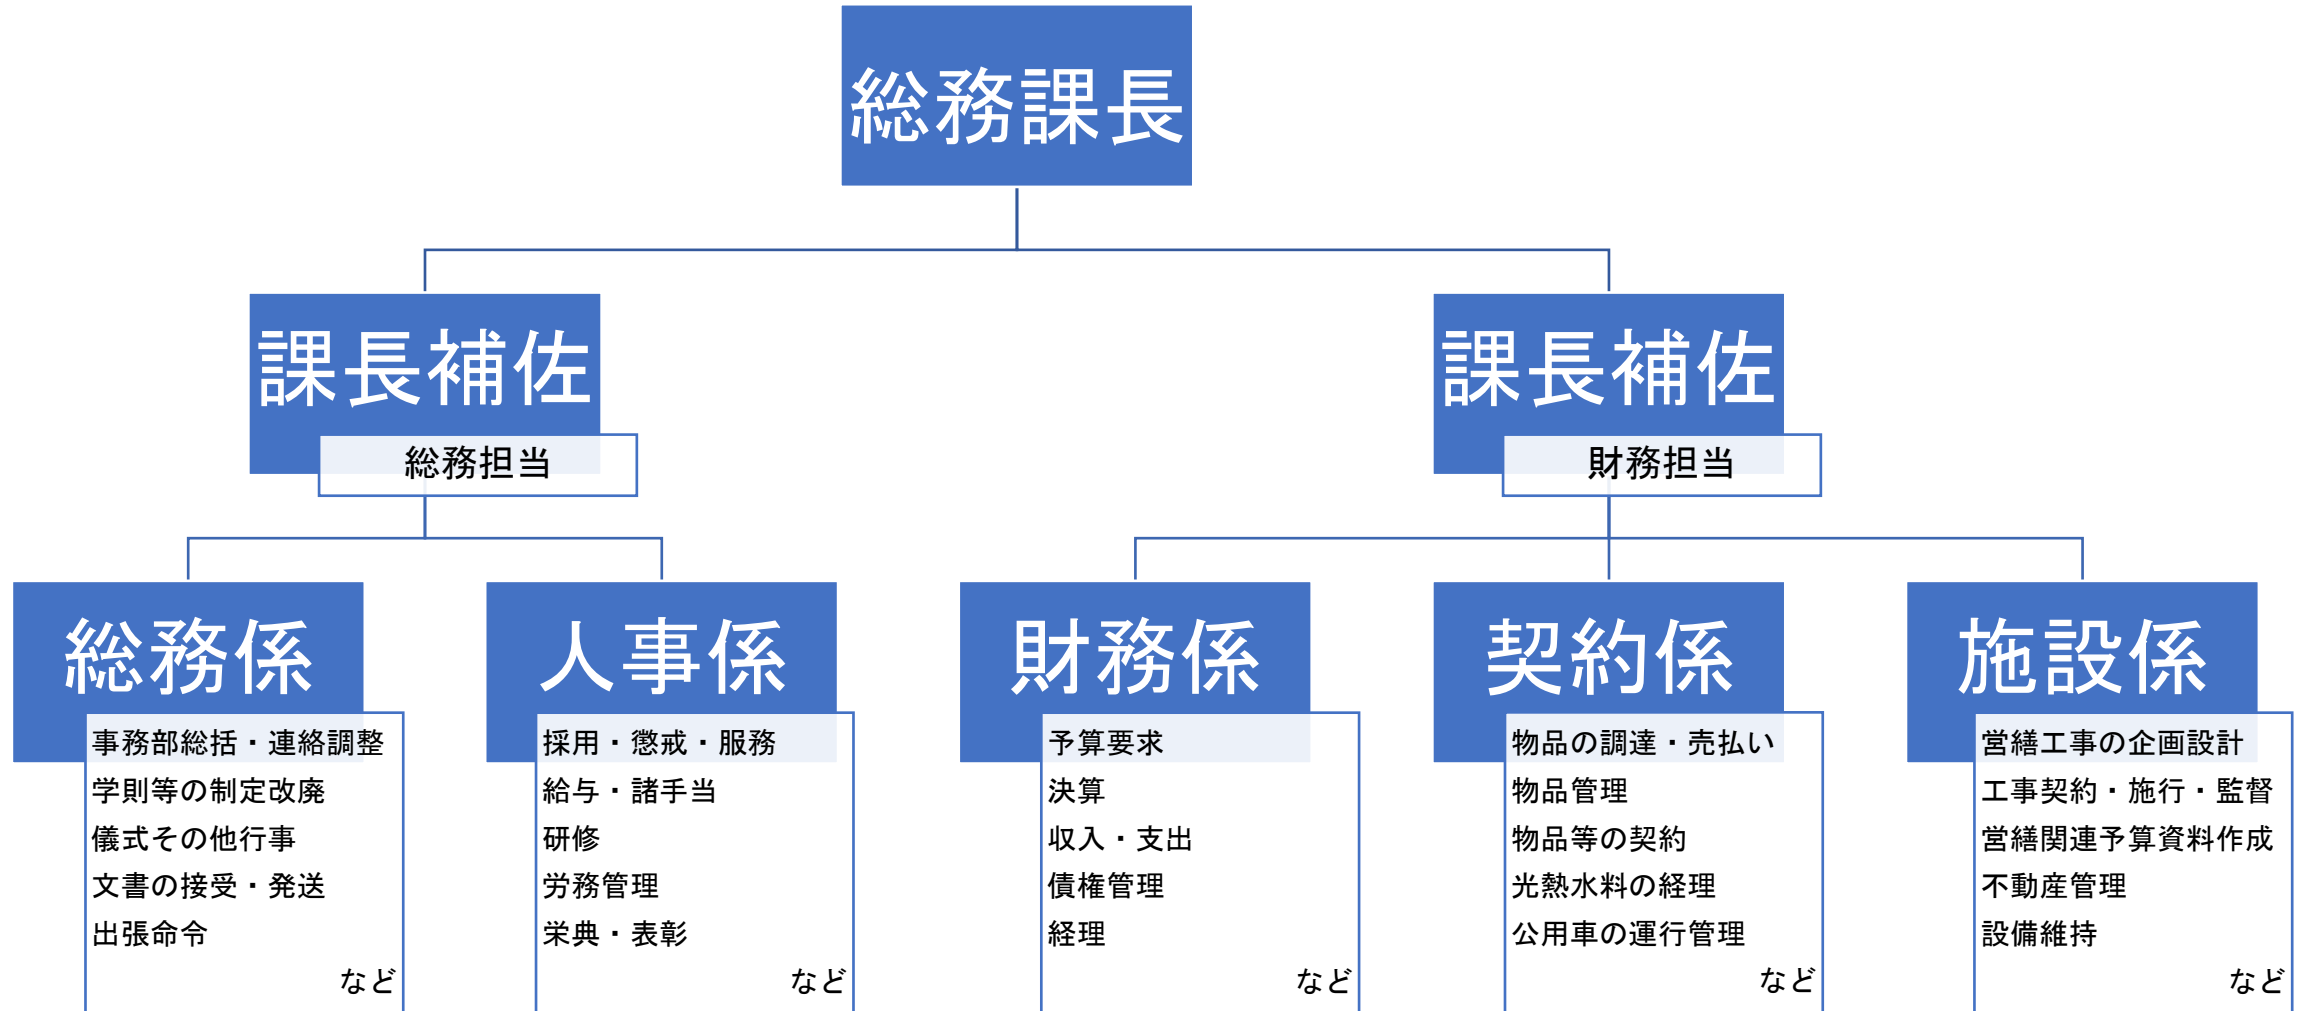 総務課長
課長補佐
総務担当
課長補佐
財務担当
総務係
事務部総括・連絡調整
学則等の制定改廃
儀式その他行事
文書の接受・発送
出張命令
など
人事係
採用・懲戒・服務
給与・諸手当
研修
労務管理
栄典・表彰
など
財務係
予算要求
決算
収入・支出
債権管理
経理
など
契約係
物品の調達・売払い
物品管理
物品等の契約
光熱水料の経理
公用車の運行管理
など
施設係
営繕工事の企画設計
工事契約・施行・監督
営繕関連予算資料作成
不動産管理
設備維持
など